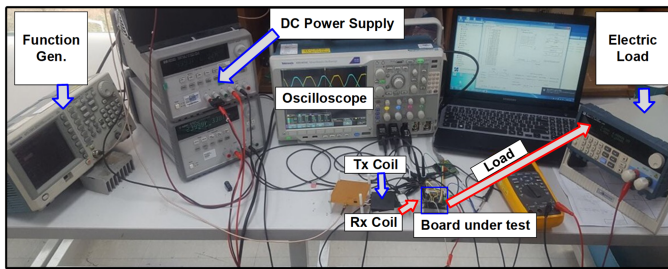 Function
Gen.
DC Power Supply
Electric
Load
Oscilloscope
Tx Coil
Load
Rx Coil
Board under test